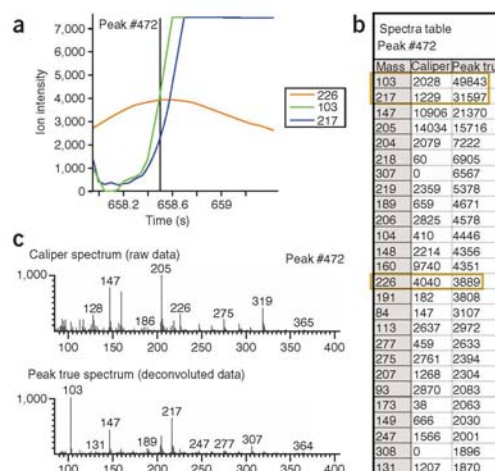 a
Peak #472
7,000
6,000
5,000
4,000
3,000
2,000
1,000
0
Ion intensity
658.2 658.6 659
Time (s)
226
103
217
b
Spectra table
Peak #472
Mass Caliper Peak tru
103 2028 49843
217 1229 31597
147 10906 21370
205 14034 15716
204 2079 7222
218 60 6905
307 0 6567
219 2359 5378
189 659 4671
206 2825 4578
104 410 4446
148 2214 4356
160 9740 4351
226 4040 3889
191 182 3808
84 147 3107
113 2637 2972
277 459 2633
275 2761 2394
207 1268 2304
93 2870 2083
173 38 2063
149 666 2030
247 1566 2001
308 0 1896
131 1207 1870
c
Caliper spectrum (raw data) Peak #472
1,000
128 147 186 205 226 275 319 365
100 150 200 250 300 350 400
Peak true spectrum (deconvoluted data)
1,000
103 131 147 189 217 247 277 307 364
100 150 200 250 300 350 400